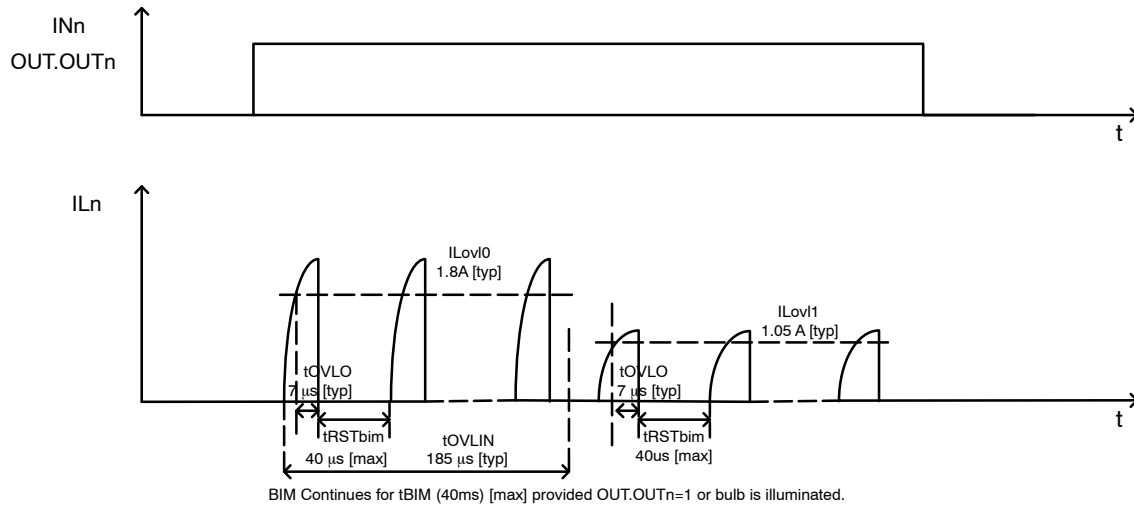 INn
OUT.OUTn
t
ILn
ILovl0
1.8A [typ]
ILovl1
1.05 A [typ]
tOVLO
7 μs [typ]
tOVLO
7 μs [typ]
tRSTbim
40 μs [max]
tOVLIN
185 μs [typ]
tRSTbim
40us [max]
t
BIM Continues for tBIM (40ms) [max] provided OUT.OUTn=1 or bulb is illuminated.